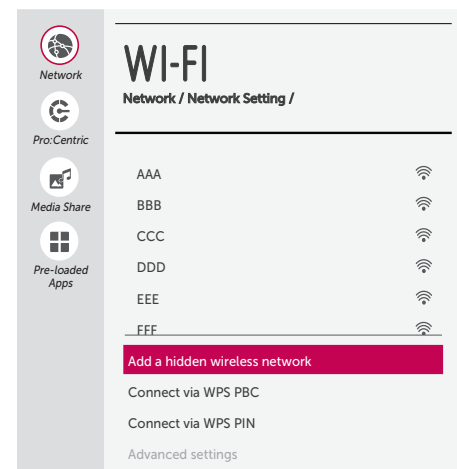 Network
Pro:Centric
Media Share
Pre-loaded
Apps
WI-FI
Network / Network Setting /
AAA
BBB
CCC
DDD
EEE
FFF
Add a hidden wireless network
Connect via WPS PBC
Connect via WPS PIN
Advanced settings